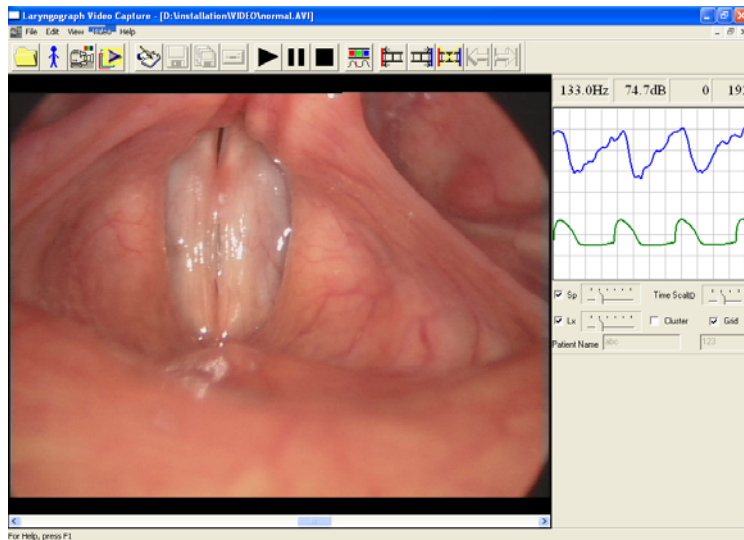 Laryngograph Video Capture - [D:\installation\VIDEO\normal.AVI]
File Edit View Help
133.0Hz 74.7dB 0 193
Sp Time Scale
Lx Cluster Grid
Patient Name abc 123
For Help, press F1